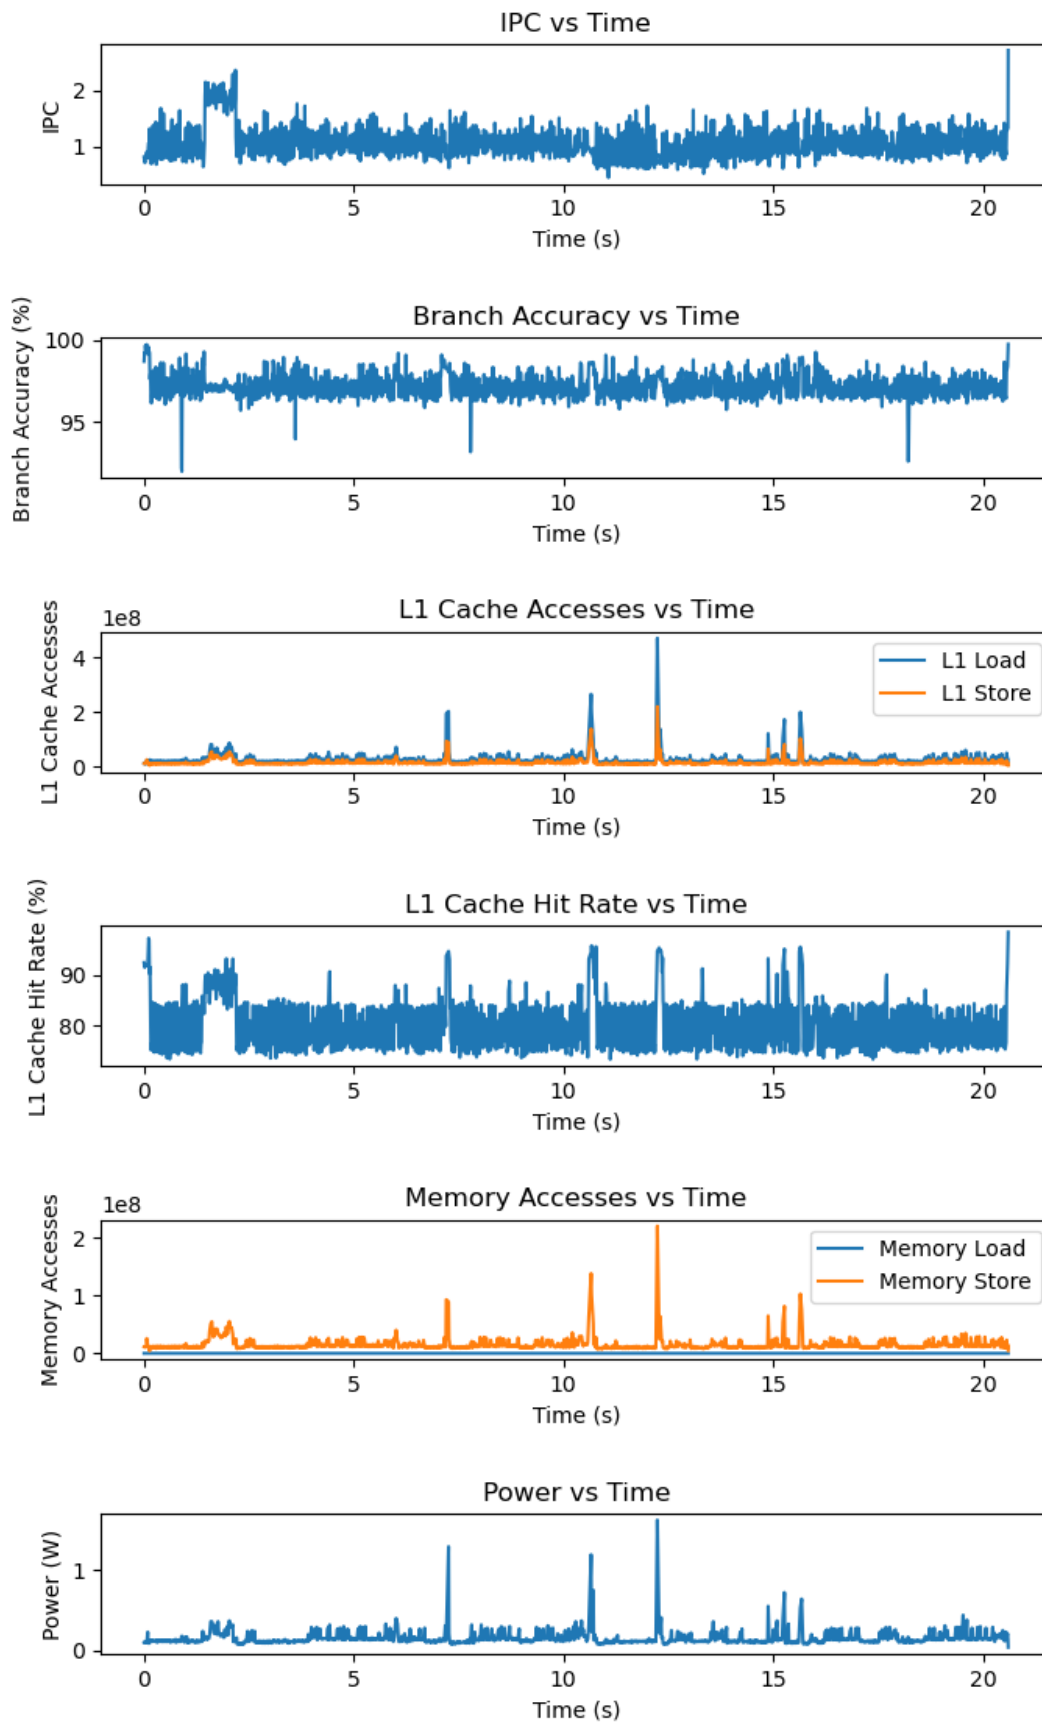 IPC vs Time
IPC
2
1
0 5 10 15 20
Time (s)
Branch Accuracy vs Time
Branch Accuracy (%)
100
95
0 5 10 15 20
Time (s)
L1 Cache Accesses vs Time
L1 Cache Accesses
1e8
4
2
0
L1 Load
L1 Store
0 5 10 15 20
Time (s)
L1 Cache Hit Rate vs Time
L1 Cache Hit Rate (%)
90
80
0 5 10 15 20
Time (s)
Memory Accesses vs Time
Memory Accesses
1e8
2
1
0
Memory Load
Memory Store
0 5 10 15 20
Time (s)
Power vs Time
Power (W)
1
0
0 5 10 15 20
Time (s)